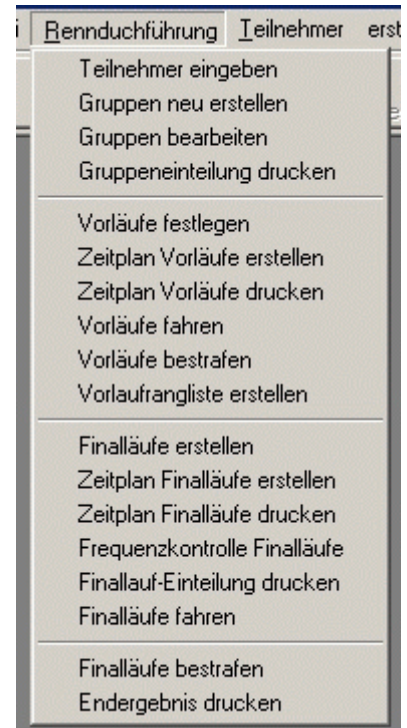 Rennduchführung Teilnehmer erst
Teilnehmer eingeben
Gruppen neu erstellen
Gruppen bearbeiten
Gruppeneinteilung drucken
Vorläufe festlegen
Zeitplan Vorläufe erstellen
Zeitplan Vorläufe drucken
Vorläufe fahren
Vorläufe bestrafen
Vorlaufrangliste erstellen
Finalläufe erstellen
Zeitplan Finalläufe erstellen
Zeitplan Finalläufe drucken
Frequenzkontrolle Finalläufe
Finallauf-Einteilung drucken
Finalläufe fahren
Finalläufe bestrafen
Endergebnis drucken